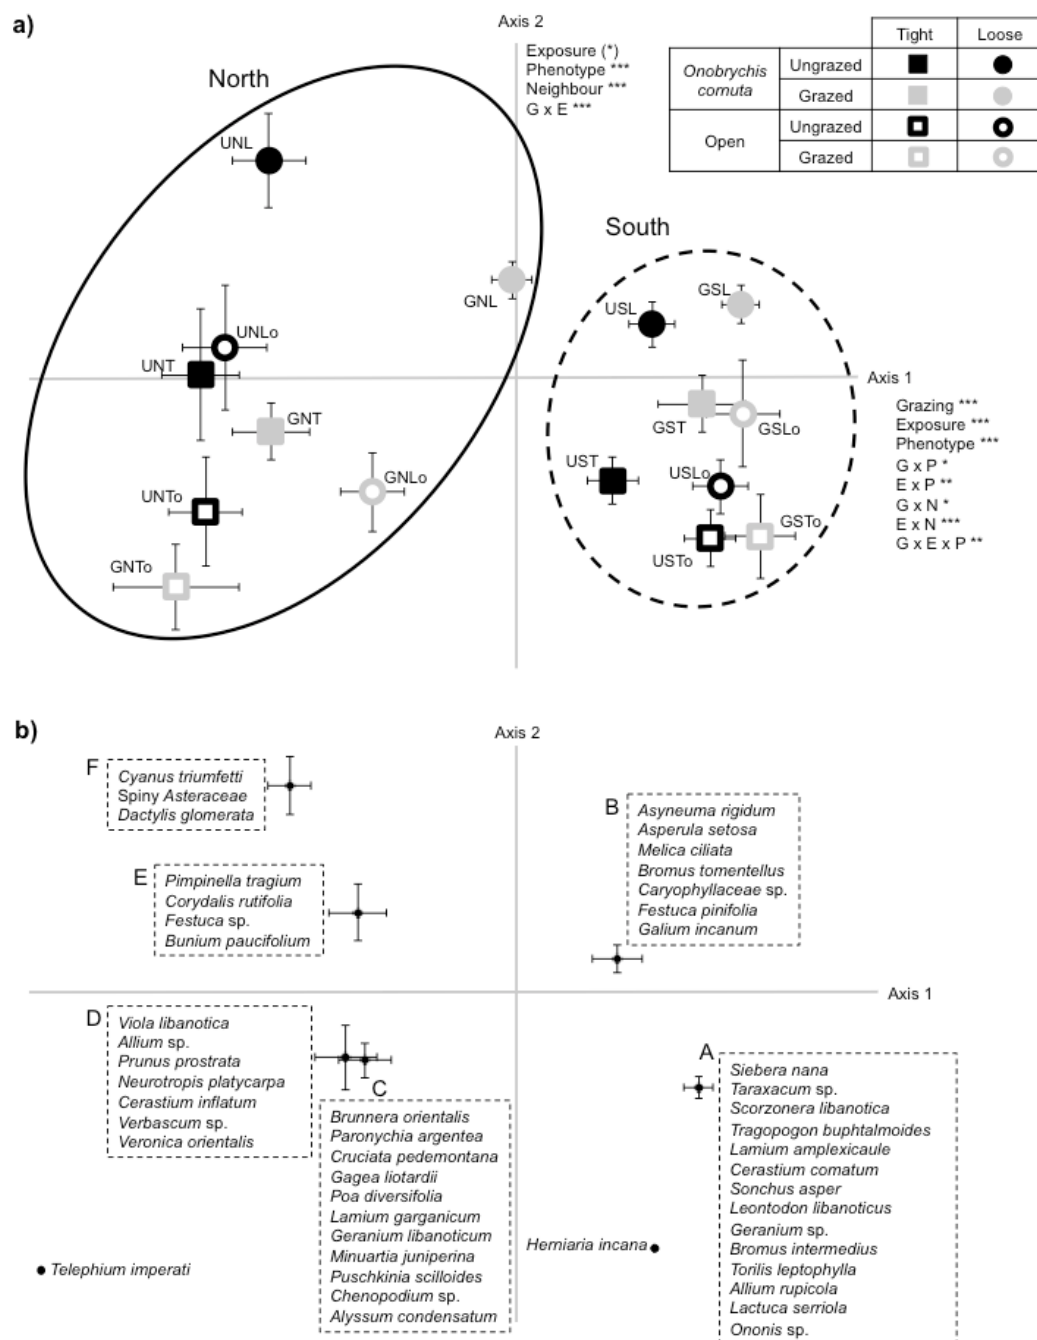 a)
Axis 2
Exposure (*)
Phenotype ***
Neighbour ***
G x E ***
Tight
Loose
Onobrychis cornuta
Ungrazed
Grazed
Open
Ungrazed
Grazed
North
UNL
GNL
UNLo
UNT
GNT
GNLo
UNTo
GNTo
South
USL
GSL
GST
GSLo
UST
USLo
USTo
GSTo
Axis 1
Grazing ***
Exposure ***
Phenotype ***
G x P *
E x P **
G x N *
E x N ***
G x E x P **
b)
Axis 2
F
Cyanus triumfetti
Spiny Asteraceae
Dactylis glomerata
B
Asyneuma rigidum
Asperula setosa
Melica ciliata
Bromus tomentellus
Caryophyllaceae sp.
Festuca pinifolia
Galium incanum
E
Pimpinella tragium
Corydalis rutifolia
Festuca sp.
Bunium paucifolium
Axis 1
D
Viola libanotica
Allium sp.
Prunus prostrata
Neurotropis platycarpa
Cerastium inflatum
Verbascum sp.
Veronica orientalis
C
Brunnera orientalis
Paronychia argentea
Cruciata pedemontana
Gagea liotardii
Poa diversifolia
Lamium garganicum
Geranium libanoticum
Minuartia juniperina
Puschkinia scilloides
Chenopodium sp.
Alyssum condensatum
A
Siebera nana
Taraxacum sp.
Scorzonera libanotica
Tragopogon buphtalmoides
Lamium amplexicaule
Cerastium comatum
Sonchus asper
Leontodon libanoticus
Geranium sp.
Bromus intermedius
Torilis leptophylla
Allium rupicola
Lactuca serriola
Ononis sp.
Herniaria incana
Telephium imperati